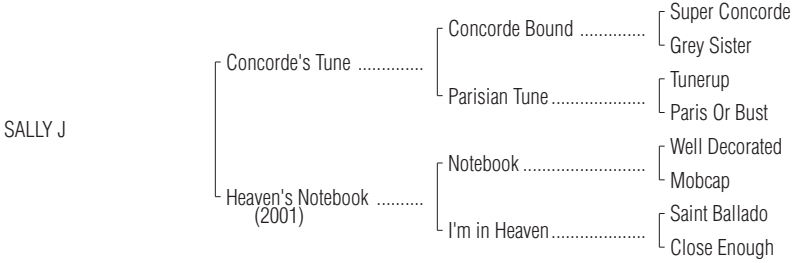 Super Concorde
Concorde Bound ..............
Grey Sister
Concorde's Tune ..............
Tunerup
Parisian Tune....................
Paris Or Bust
SALLY J
Well Decorated
Notebook ..........................
Mobcap
Heaven's Notebook ..........
(2001)
Saint Ballado
I'm in Heaven....................
Close Enough